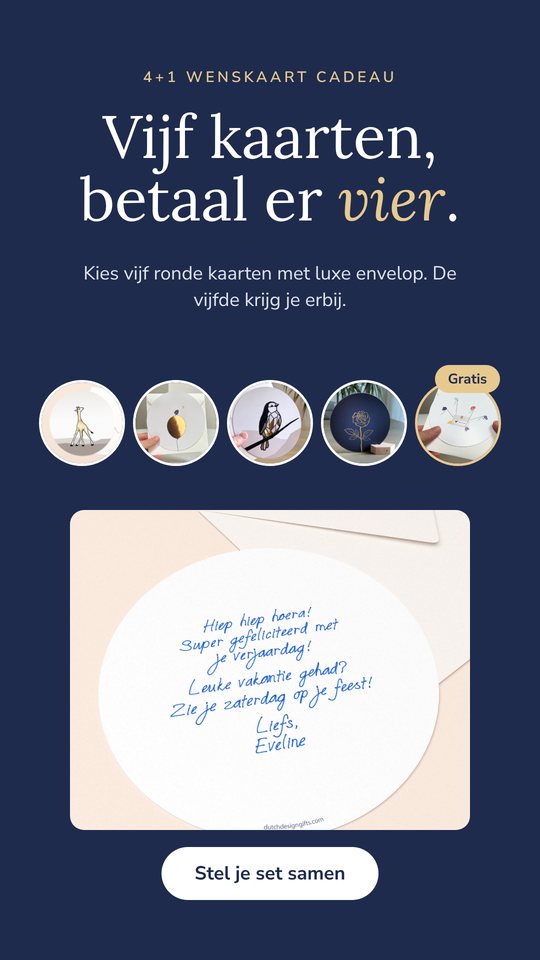 4+1 WENSKAART CADEAU
Vijf kaarten,
betaal er vier.
Kies vijf ronde kaarten met luxe envelop. De
vijfde krijg je erbij.
Gratis
Hiep hiep hoera!
Super gefeliciteerd met
je verjaardag!
Leuke vakantie gehad?
Zie je zaterdag op je feest!
Liefs,
Eveline
dutchdesigngifts.com
Stel je set samen